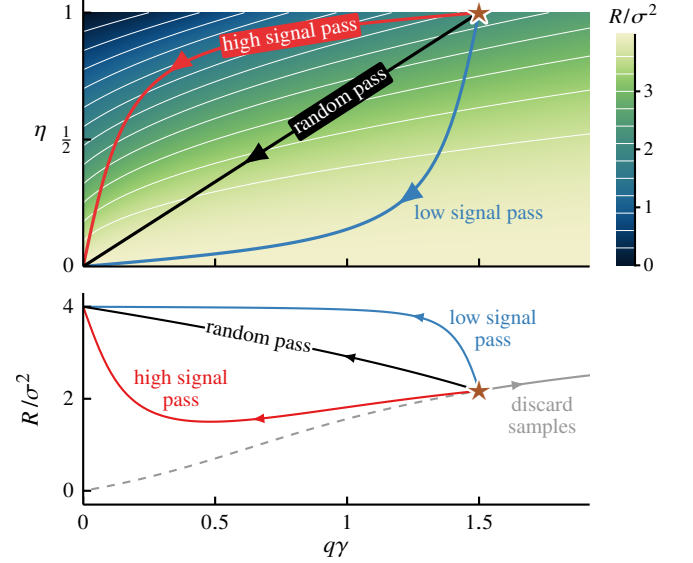 1
high signal pass
random pass
R/σ²
η
1/2
low signal pass
0
3
2
1
0
4
low signal
pass
random pass
R/σ²
high signal
pass
2
discard
samples
0
0
0.5
1
1.5
qγ